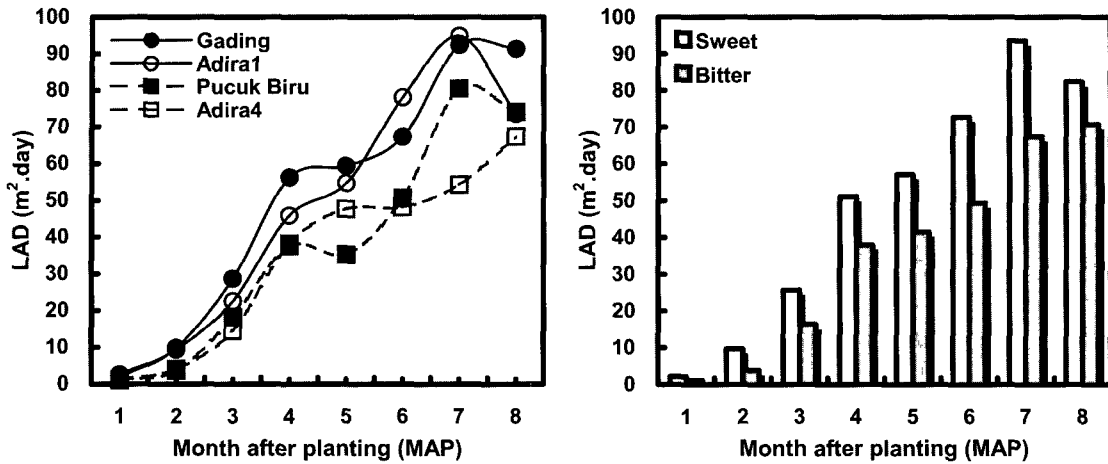 100
90
80
70
60
50
40
30
20
10
0
LAD (m².day)
Gading
Adira1
Pucuk Biru
Adira4
1 2 3 4 5 6 7 8
Month after planting (MAP)
100
90
80
70
60
50
40
30
20
10
0
LAD (m².day)
Sweet
Bitter
1 2 3 4 5 6 7 8
Month after planting (MAP)